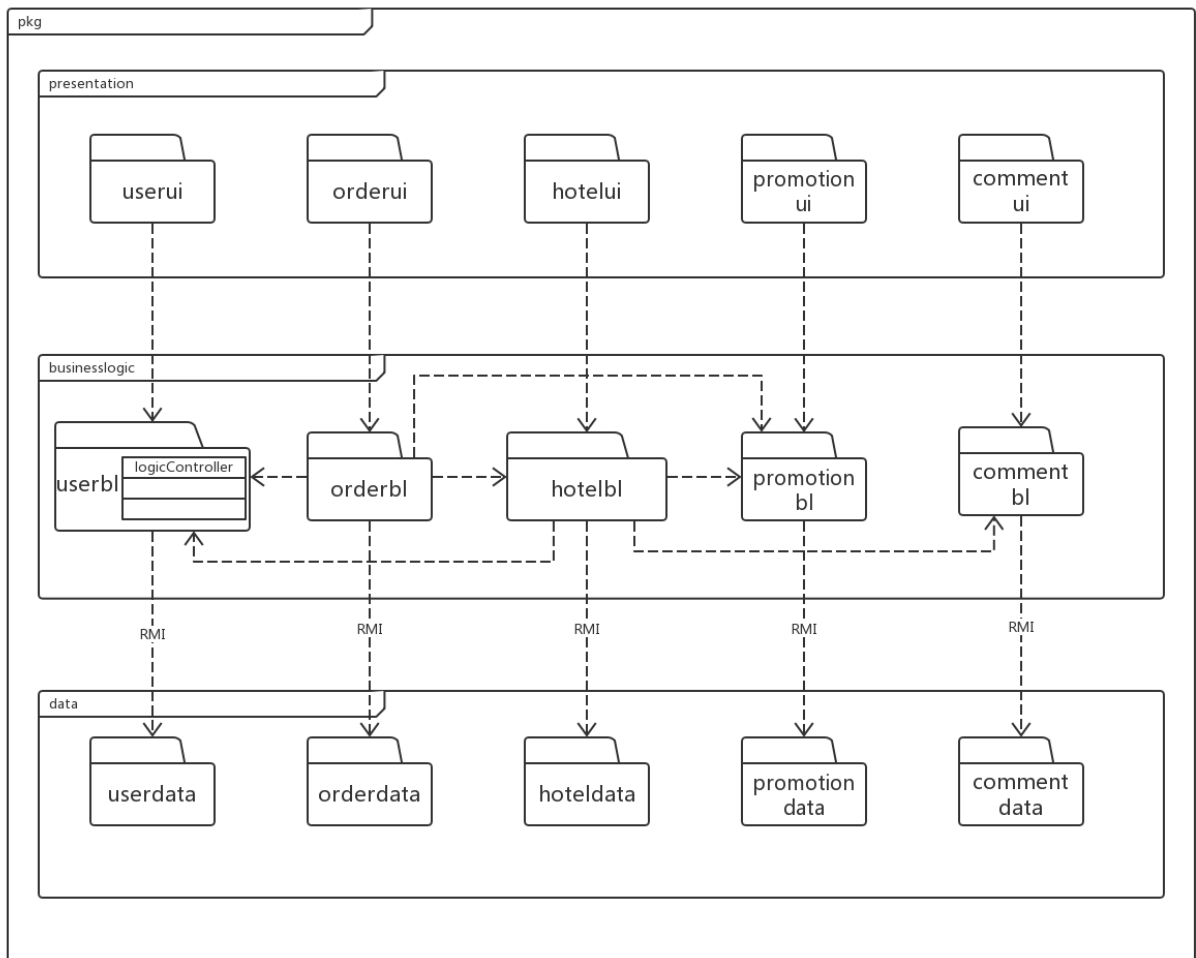 pkg
presentation
userui
orderui
hotelui
promotion
ui
comment
ui
businesslogic
userbl
logicController
orderbl
hotelbl
promotion
bl
comment
bl
RMI
RMI
RMI
RMI
RMI
data
userdata
orderdata
hoteldata
promotion
data
comment
data